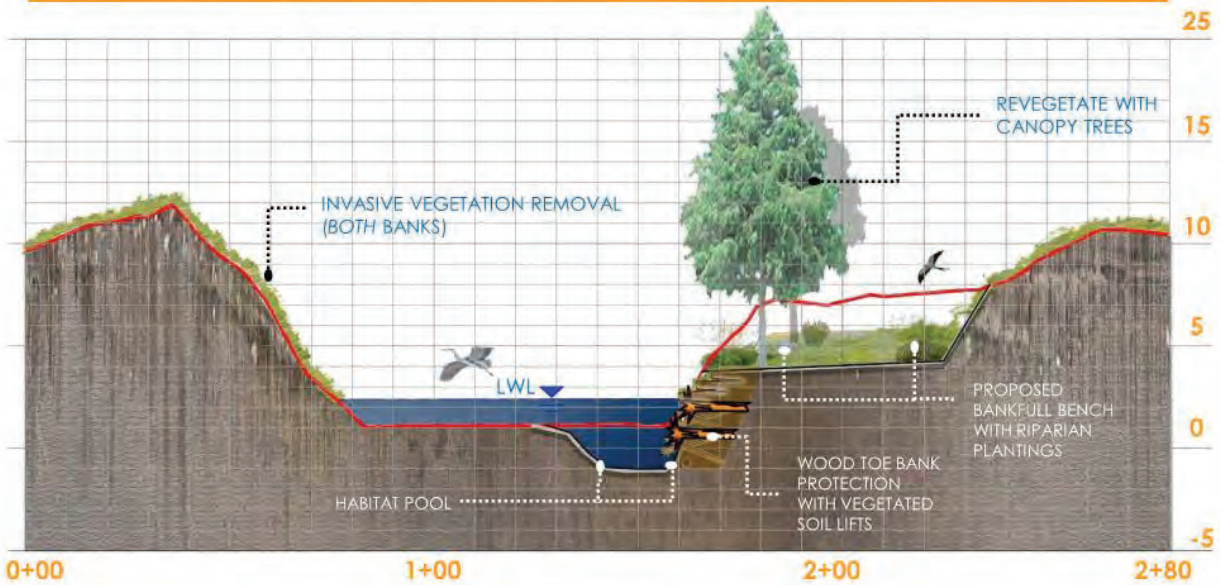 25
REVEGETATE WITH
CANOPY TREES
15
INVASIVE VEGETATION REMOVAL
(BOTH BANKS)
10
5
LWL
PROPOSED
BANKFULL BENCH
WITH RIPARIAN
PLANTINGS
0
WOOD TOE BANK
PROTECTION
WITH VEGETATED
SOIL LIFTS
HABITAT POOL
-5
0+00
1+00
2+00
2+80